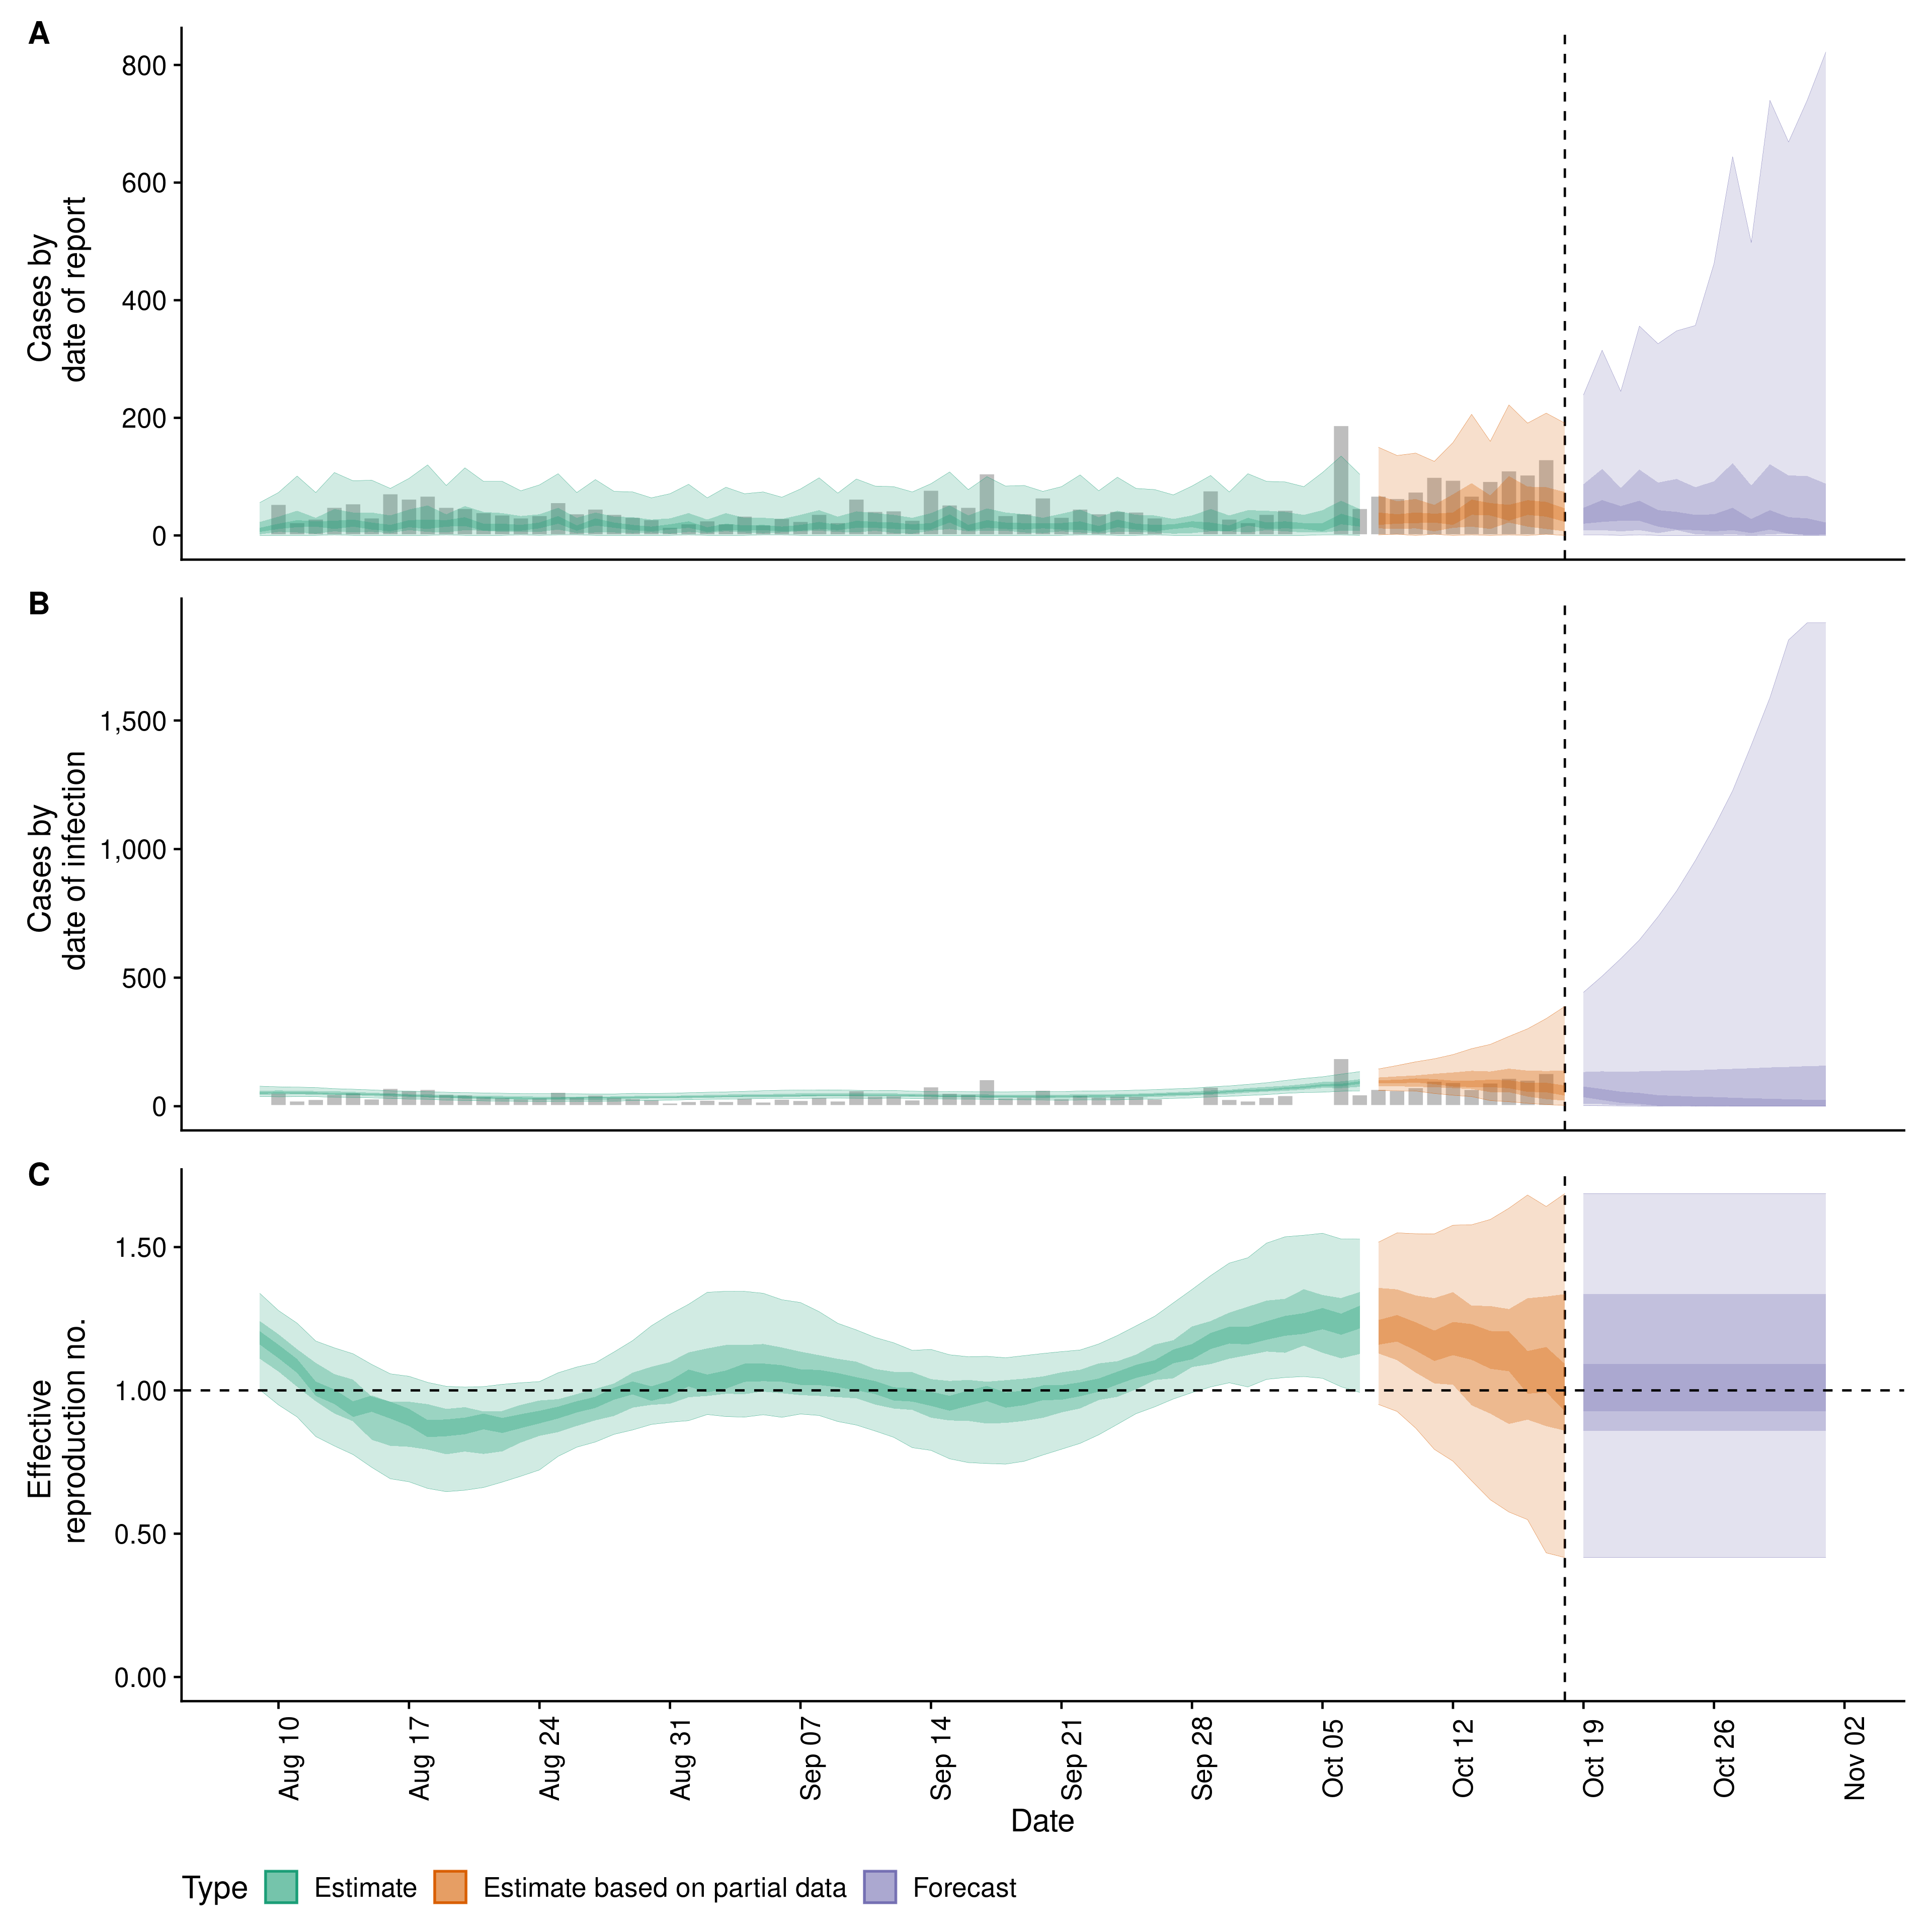 A
800
600
400
200
0
Cases by
date of report
B
1,500
1,000
500
0
Cases by
date of infection
C
1.50
1.00
0.50
0.00
Effective
reproduction no.
Aug 10
Aug 17
Aug 24
Aug 31
Sep 07
Sep 14
Sep 21
Sep 28
Oct 05
Oct 12
Oct 19
Oct 26
Nov 02
Date
Type Estimate Estimate based on partial data Forecast